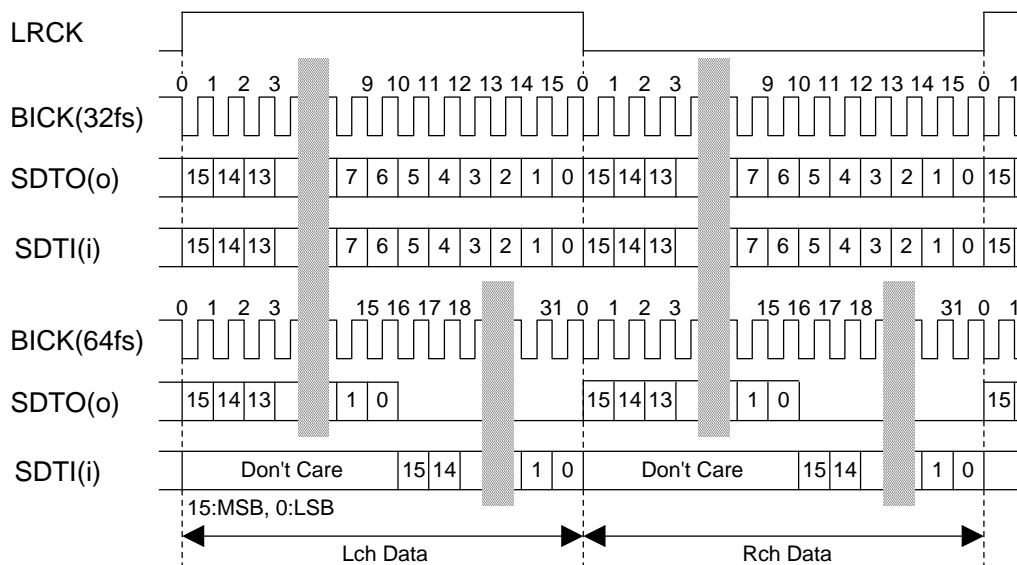 LRCK
0 1 2 3 9 10 11 12 13 14 15 0 1 2 3 9 10 11 12 13 14 15 0 1
BICK(32fs)
SDTO(o) 15 14 13 7 6 5 4 3 2 1 0 15 14 13 7 6 5 4 3 2 1 0 15
SDTI(i) 15 14 13 7 6 5 4 3 2 1 0 15 14 13 7 6 5 4 3 2 1 0 15
0 1 2 3 15 16 17 18 31 0 1 2 3 15 16 17 18 31 0 1
BICK(64fs)
SDTO(o) 15 14 13 1 0 15 14 13 1 0 15
SDTI(i) Don't Care 15 14 1 0 Don't Care 15 14 1 0
15:MSB, 0:LSB
Lch Data Rch Data